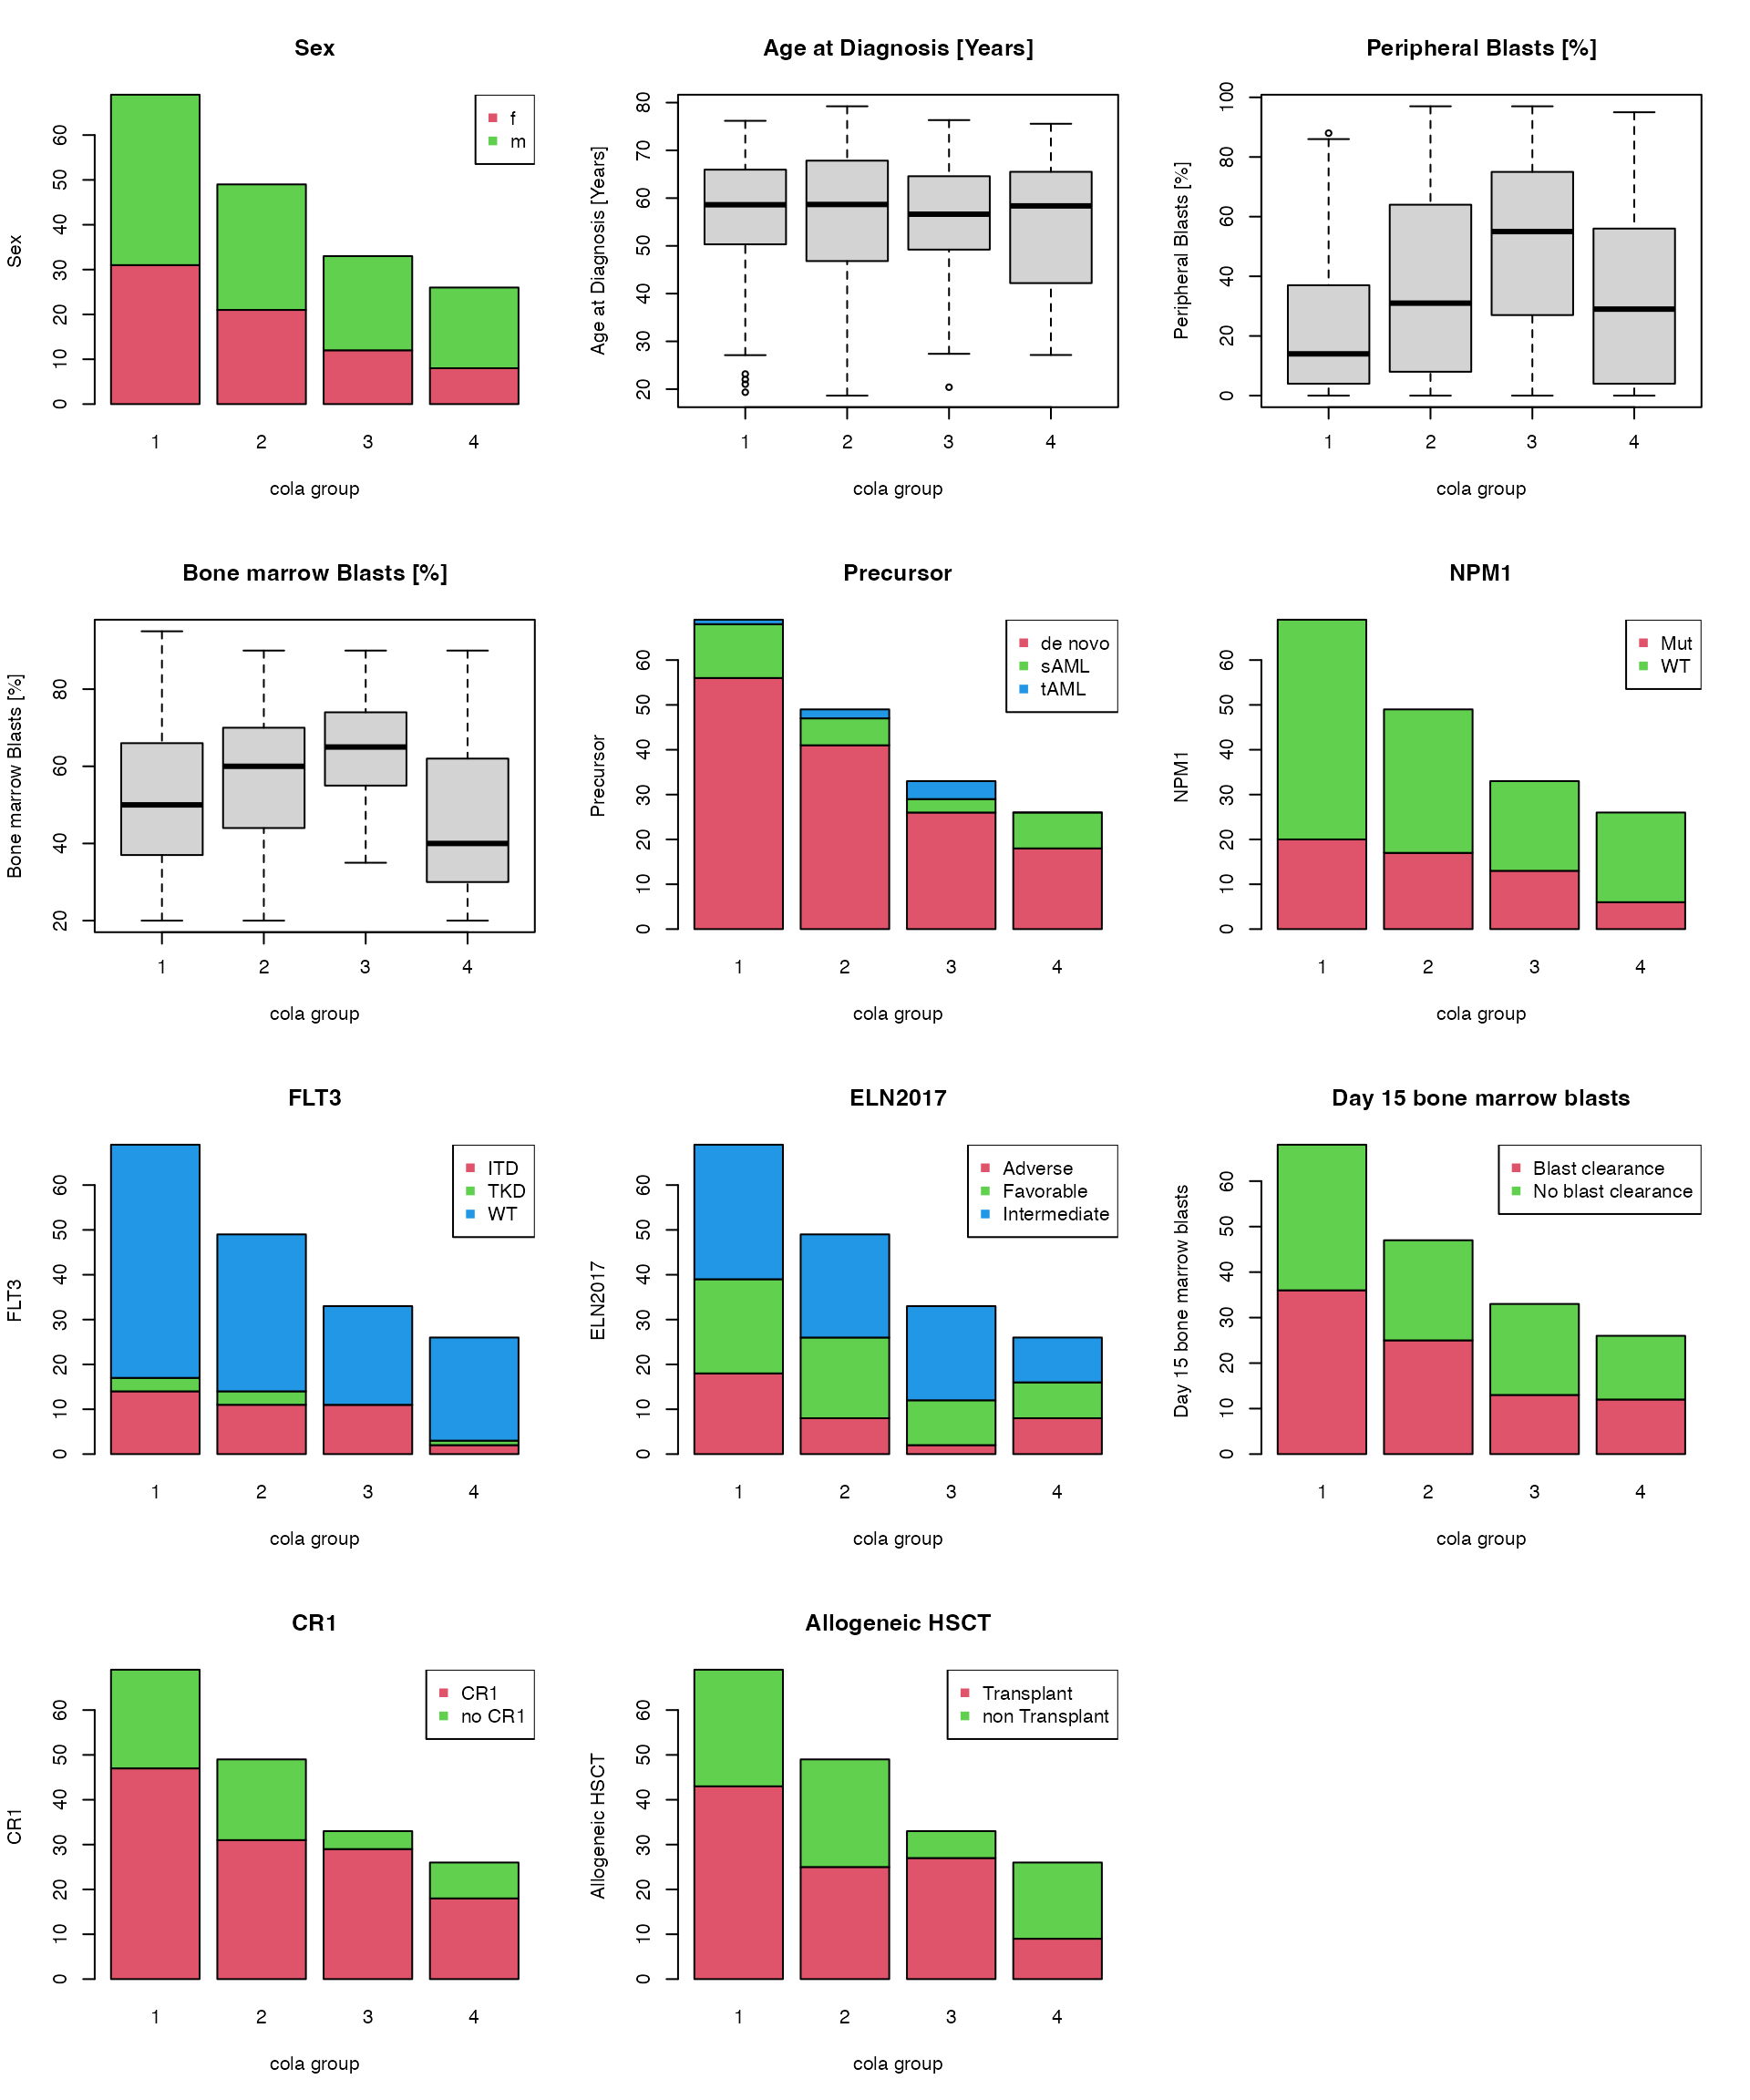 Sex
Sex
0 10 20 30 40 50 60
f
m
1 2 3 4
cola group
Age at Diagnosis [Years]
Age at Diagnosis [Years]
20 30 40 50 60 70 80
1 2 3 4
cola group
Peripheral Blasts [%]
Peripheral Blasts [%]
0 20 40 60 80 100
1 2 3 4
cola group
Bone marrow Blasts [%]
Bone marrow Blasts [%]
20 40 60 80
1 2 3 4
cola group
Precursor
Precursor
0 10 20 30 40 50 60
de novo
sAML
tAML
1 2 3 4
cola group
NPM1
NPM1
0 10 20 30 40 50 60
Mut
WT
1 2 3 4
cola group
FLT3
FLT3
0 10 20 30 40 50 60
ITD
TKD
WT
1 2 3 4
cola group
ELN2017
ELN2017
0 10 20 30 40 50 60
Adverse
Favorable
Intermediate
1 2 3 4
cola group
Day 15 bone marrow blasts
Day 15 bone marrow blasts
0 10 20 30 40 50 60
Blast clearance
No blast clearance
1 2 3 4
cola group
CR1
CR1
0 10 20 30 40 50 60
CR1
no CR1
1 2 3 4
cola group
Allogeneic HSCT
Allogeneic HSCT
0 10 20 30 40 50 60
Transplant
non Transplant
1 2 3 4
cola group